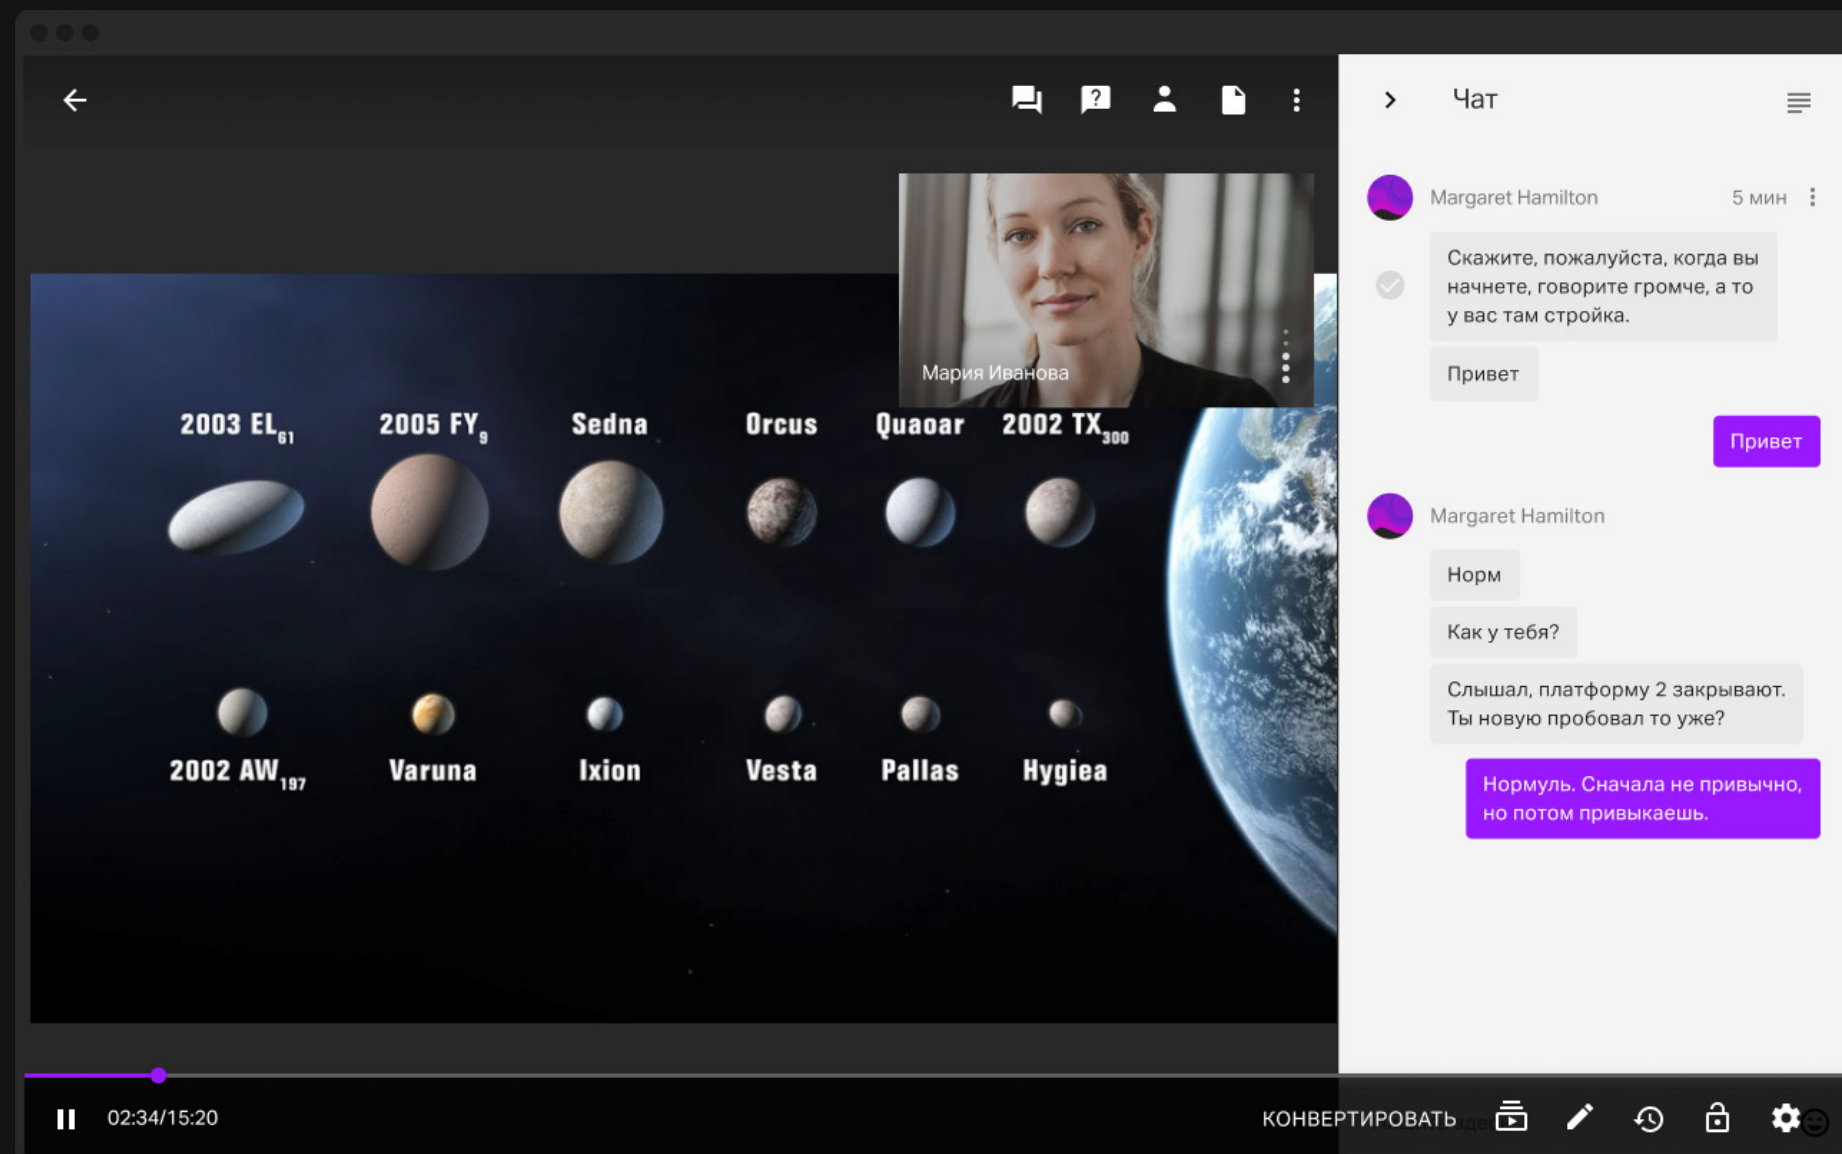 Чат
Мария Иванова
2003 EL61
2005 FY9
Sedna
Orcus
Quaoar
2002 TX300
2002 AW197
Varuna
Ixion
Vesta
Pallas
Hygiea
Margaret Hamilton
5 мин
Скажите, пожалуйста, когда вы
начнете, говорите громче, а то
у вас там стройка.
Привет
Привет
Margaret Hamilton
Норм
Как у тебя?
Слышал, платформу 2 закрывают.
Ты новую пробовал то уже?
Нормуль. Сначала не привычно,
но потом привыкаешь.
02:34/15:20
КОНВЕРТИРОВАТЬ